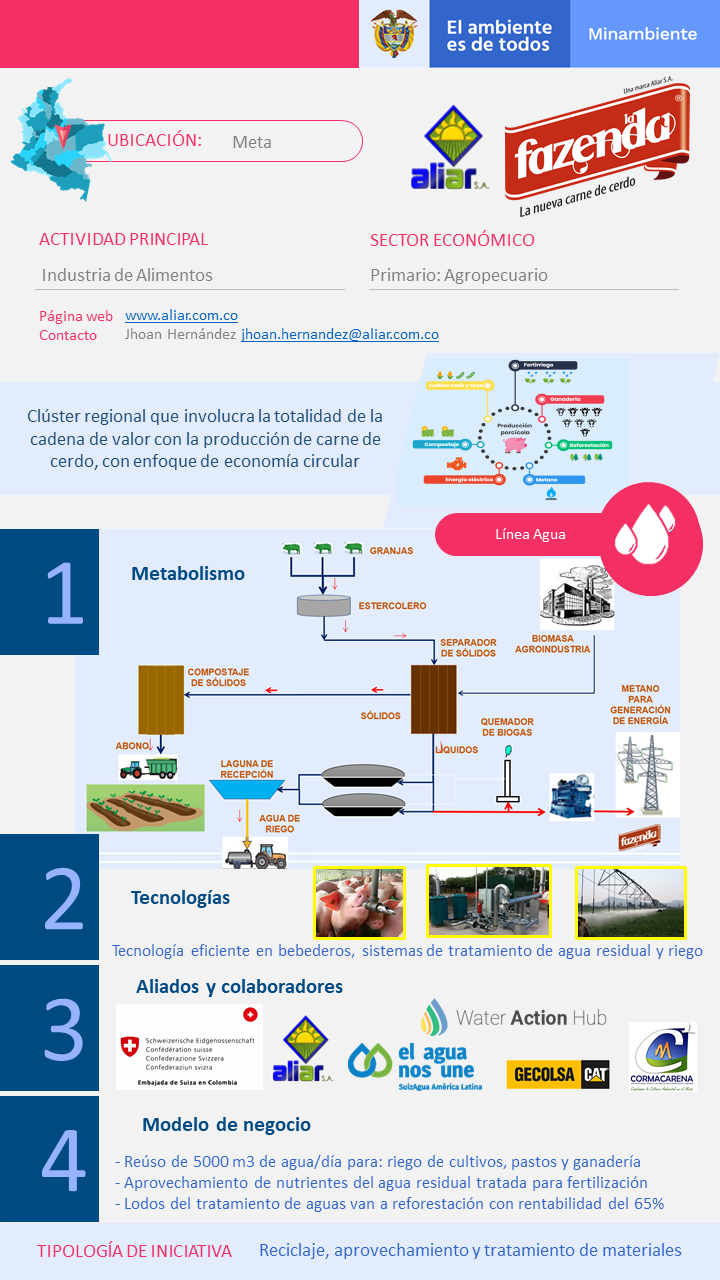 El ambiente
es de todos
Minambiente
UBICACIÓN:
Meta
aliar S.A.
Una marca Aliar S.A.
la
fazenda®
La nueva carne de cerdo
ACTIVIDAD PRINCIPAL
Industria de Alimentos
SECTOR ECONÓMICO
Primario: Agropecuario
Página web www.aliar.com.co
Contacto Jhoan Hernández jhoan.hernandez@aliar.com.co
Clúster regional que involucra la totalidad de la
cadena de valor con la producción de carne de
cerdo, con enfoque de economía circular
Fertirriego
Cultivo maíz y soya
Ganadería
Producción
porcícola
Compostaje
Reforestación
Energía eléctrica
Metano
Línea Agua
1
Metabolismo
GRANJAS
ESTERCOLERO
BIOMASA
AGROINDUSTRIA
SEPARADOR
DE SÓLIDOS
COMPOSTAJE
DE SÓLIDOS
SÓLIDOS
METANO
PARA
GENERACIÓN
DE ENERGÍA
QUEMADOR
DE BIOGAS
ABONO
LÍQUIDOS
LAGUNA DE
RECEPCIÓN
AGUA DE
RIEGO
fazenda
2
Tecnologías
Tecnología eficiente en bebederos, sistemas de tratamiento de agua residual y riego
3
Aliados y colaboradores
Schweizerische Eidgenossenschaft
Confédération suisse
Confederazione Svizzera
Confederaziun svizra
Embajada de Suiza en Colombia
aliar S.A.
Water Action Hub
el agua
nos une
SuizAgua América Latina
GECOLSA CAT
CORMACARENA
4
Modelo de negocio
- Reúso de 5000 m3 de agua/día para: riego de cultivos, pastos y ganadería
- Aprovechamiento de nutrientes del agua residual tratada para fertilización
- Lodos del tratamiento de aguas van a reforestación con rentabilidad del 65%
TIPOLOGÍA DE INICIATIVA
Reciclaje, aprovechamiento y tratamiento de materiales